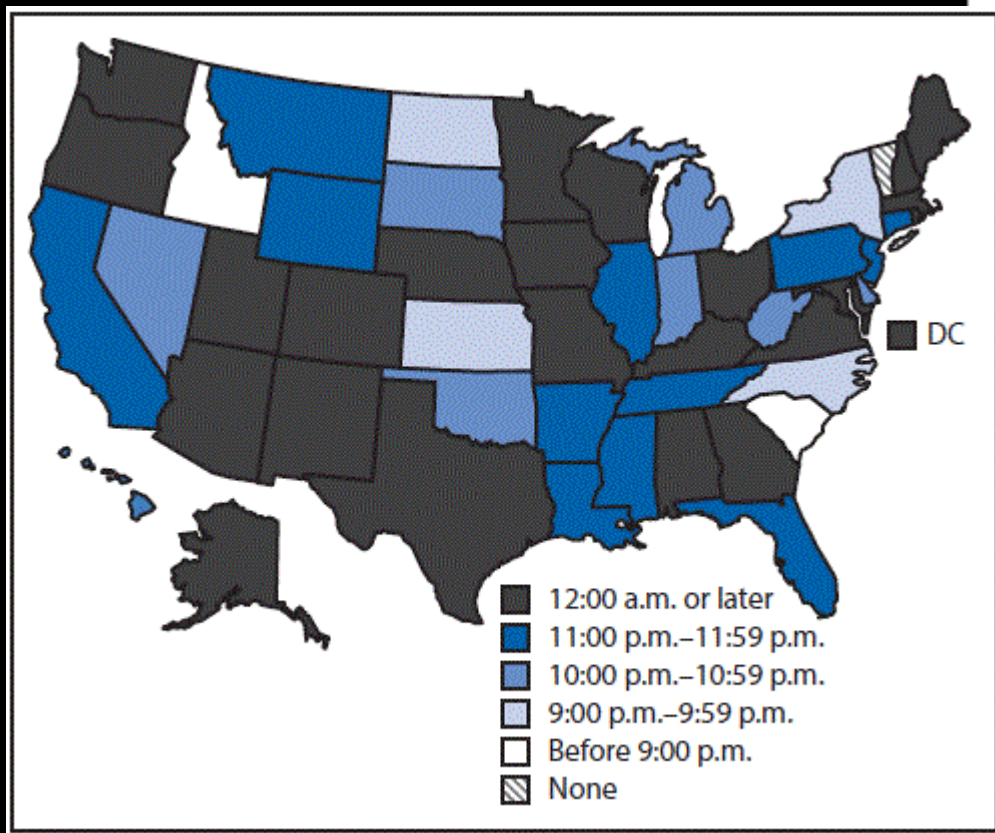 DC
12:00 a.m. or later
11:00 p.m.–11:59 p.m.
10:00 p.m.–10:59 p.m.
9:00 p.m.–9:59 p.m.
Before 9:00 p.m.
None